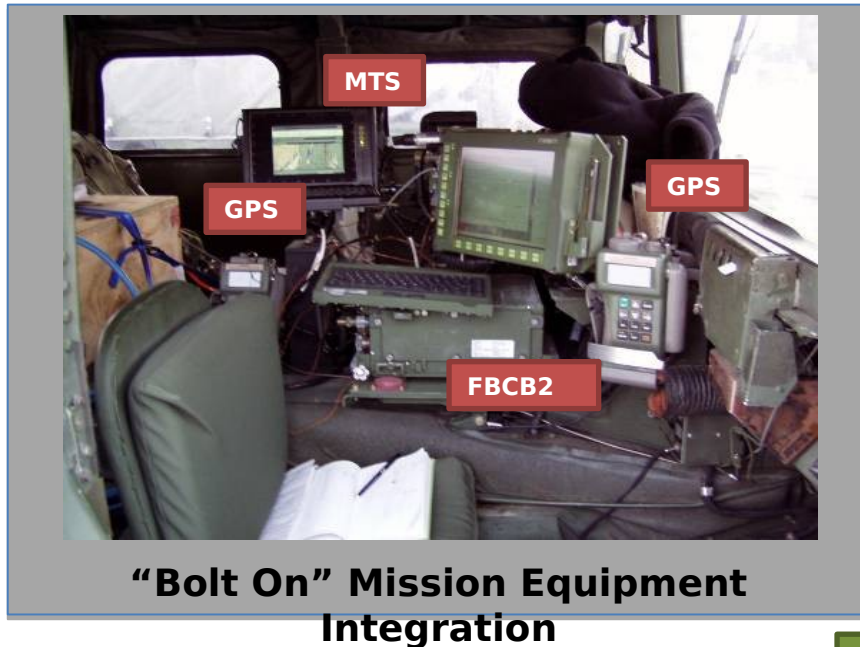 MTS
GPS
GPS
FBCB2
“Bolt On” Mission Equipment
Integration